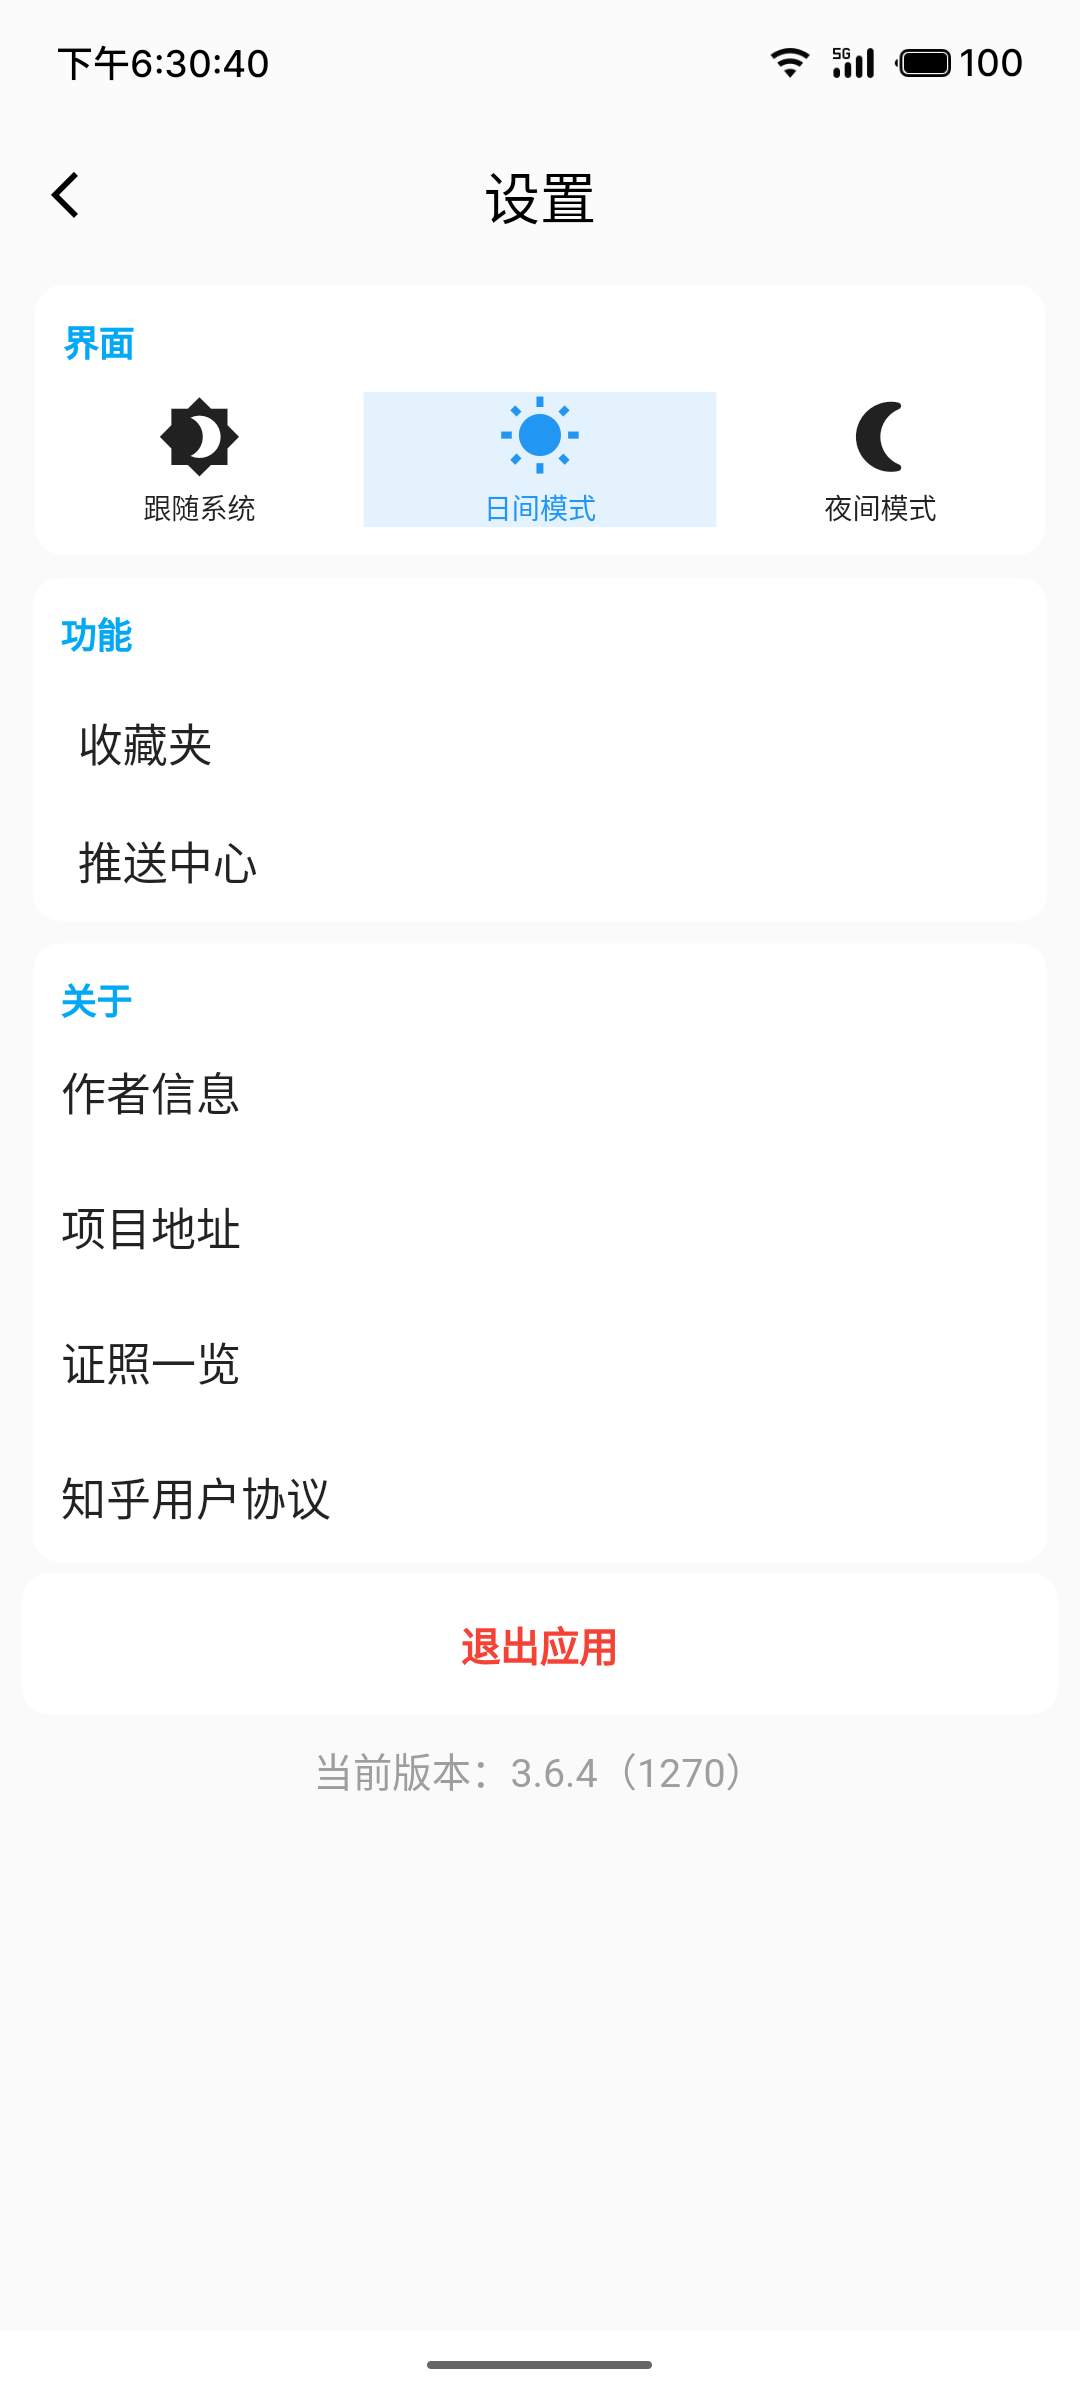 下午6:30:40
5G
100
设置
界面
跟随系统
日间模式
夜间模式
功能
收藏夹
推送中心
关于
作者信息
项目地址
证照一览
知乎用户协议
退出应用
当前版本：3.6.4（1270）